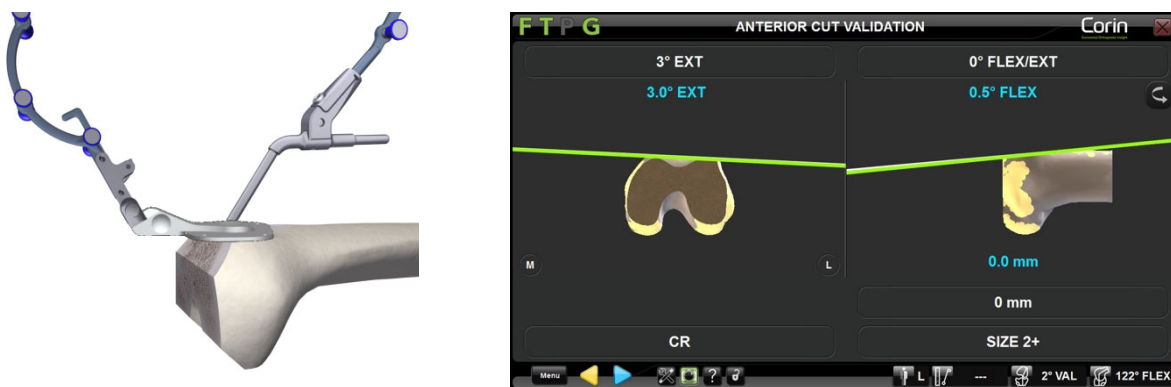 F T P G
ANTERIOR CUT VALIDATION
Corin
3° EXT
0° FLEX/EXT
3.0° EXT
0.5° FLEX
M
L
0.0 mm
0 mm
CR
SIZE 2+
Menu
?
L
---
2° VAL
122° FLEX